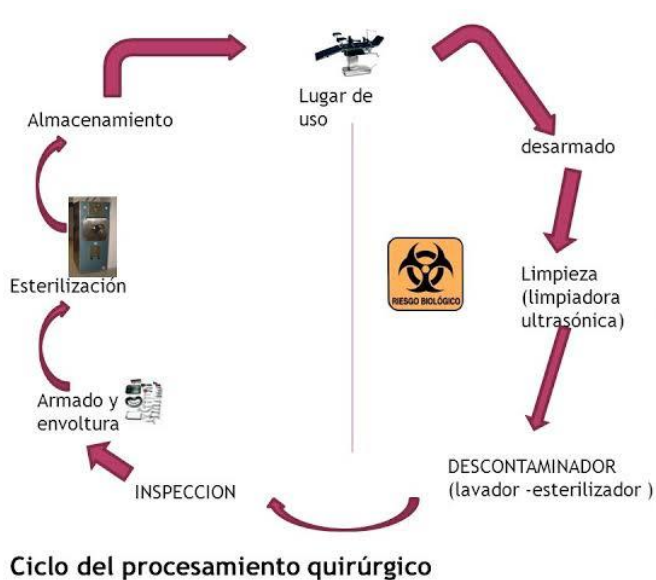 Lugar de
uso
desarmado
Limpieza
(limpiadora
ultrasónica)
RIESGO BIOLÓGICO
DESCONTAMINADOR
(lavador -esterilizador )
INSPECCION
Armado y
envoltura
Esterilización
Almacenamiento
Ciclo del procesamiento quirúrgico